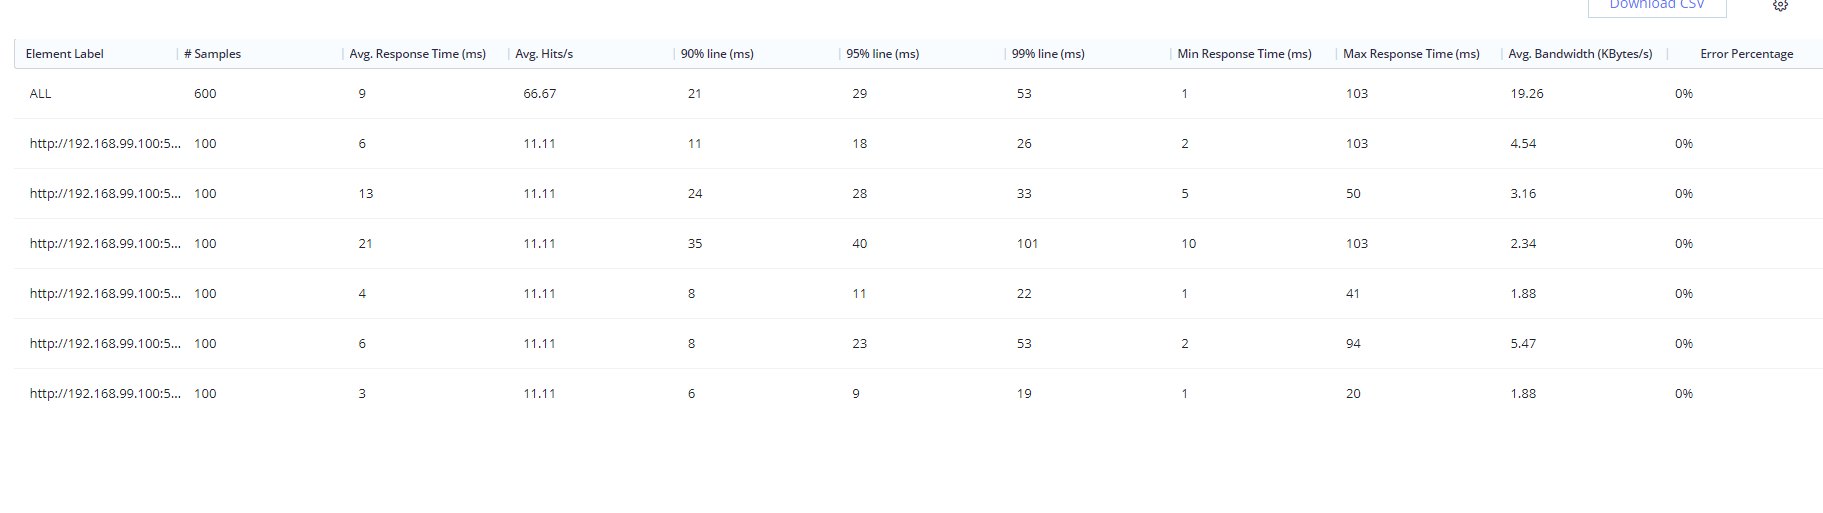 Download CSV
Element Label # Samples Avg. Response Time (ms) Avg. Hits/s 90% line (ms) 95% line (ms) 99% line (ms) Min Response Time (ms) Max Response Time (ms) Avg. Bandwidth (KBytes/s) Error Percentage
ALL 600 9 66.67 21 29 53 1 103 19.26 0%
http://192.168.99.100:5... 100 6 11.11 11 18 26 2 103 4.54 0%
http://192.168.99.100:5... 100 13 11.11 24 28 33 5 50 3.16 0%
http://192.168.99.100:5... 100 21 11.11 35 40 101 10 103 2.34 0%
http://192.168.99.100:5... 100 4 11.11 8 11 22 1 41 1.88 0%
http://192.168.99.100:5... 100 6 11.11 8 23 53 2 94 5.47 0%
http://192.168.99.100:5... 100 3 11.11 6 9 19 1 20 1.88 0%